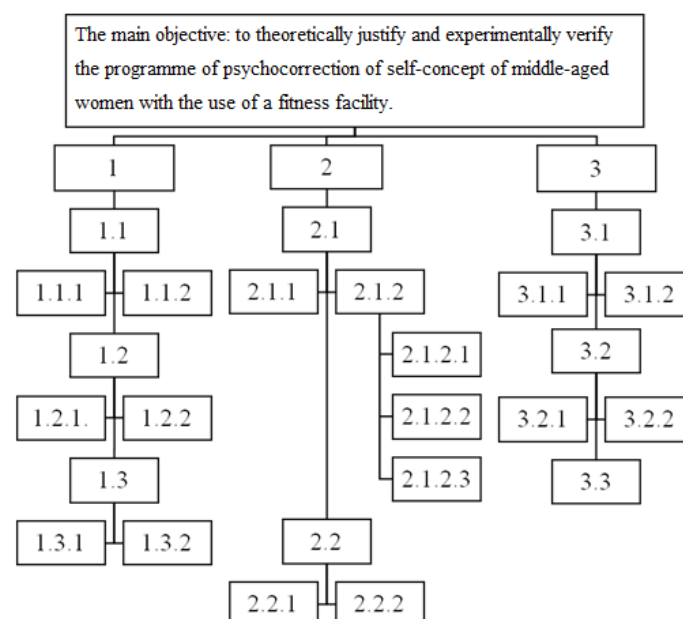 The main objective: to theoretically justify and experimentally verify
the programme of psychocorrection of self-concept of middle-aged
women with the use of a fitness facility.
1 2 3
1.1 2.1 3.1
1.1.1 1.1.2 2.1.1 2.1.2 3.1.1 3.1.2
1.2 2.1.2.1 3.2
1.2.1. 1.2.2 2.1.2.2 3.2.1 3.2.2
1.3 2.1.2.3 3.3
1.3.1 1.3.2 2.2
2.2.1 2.2.2